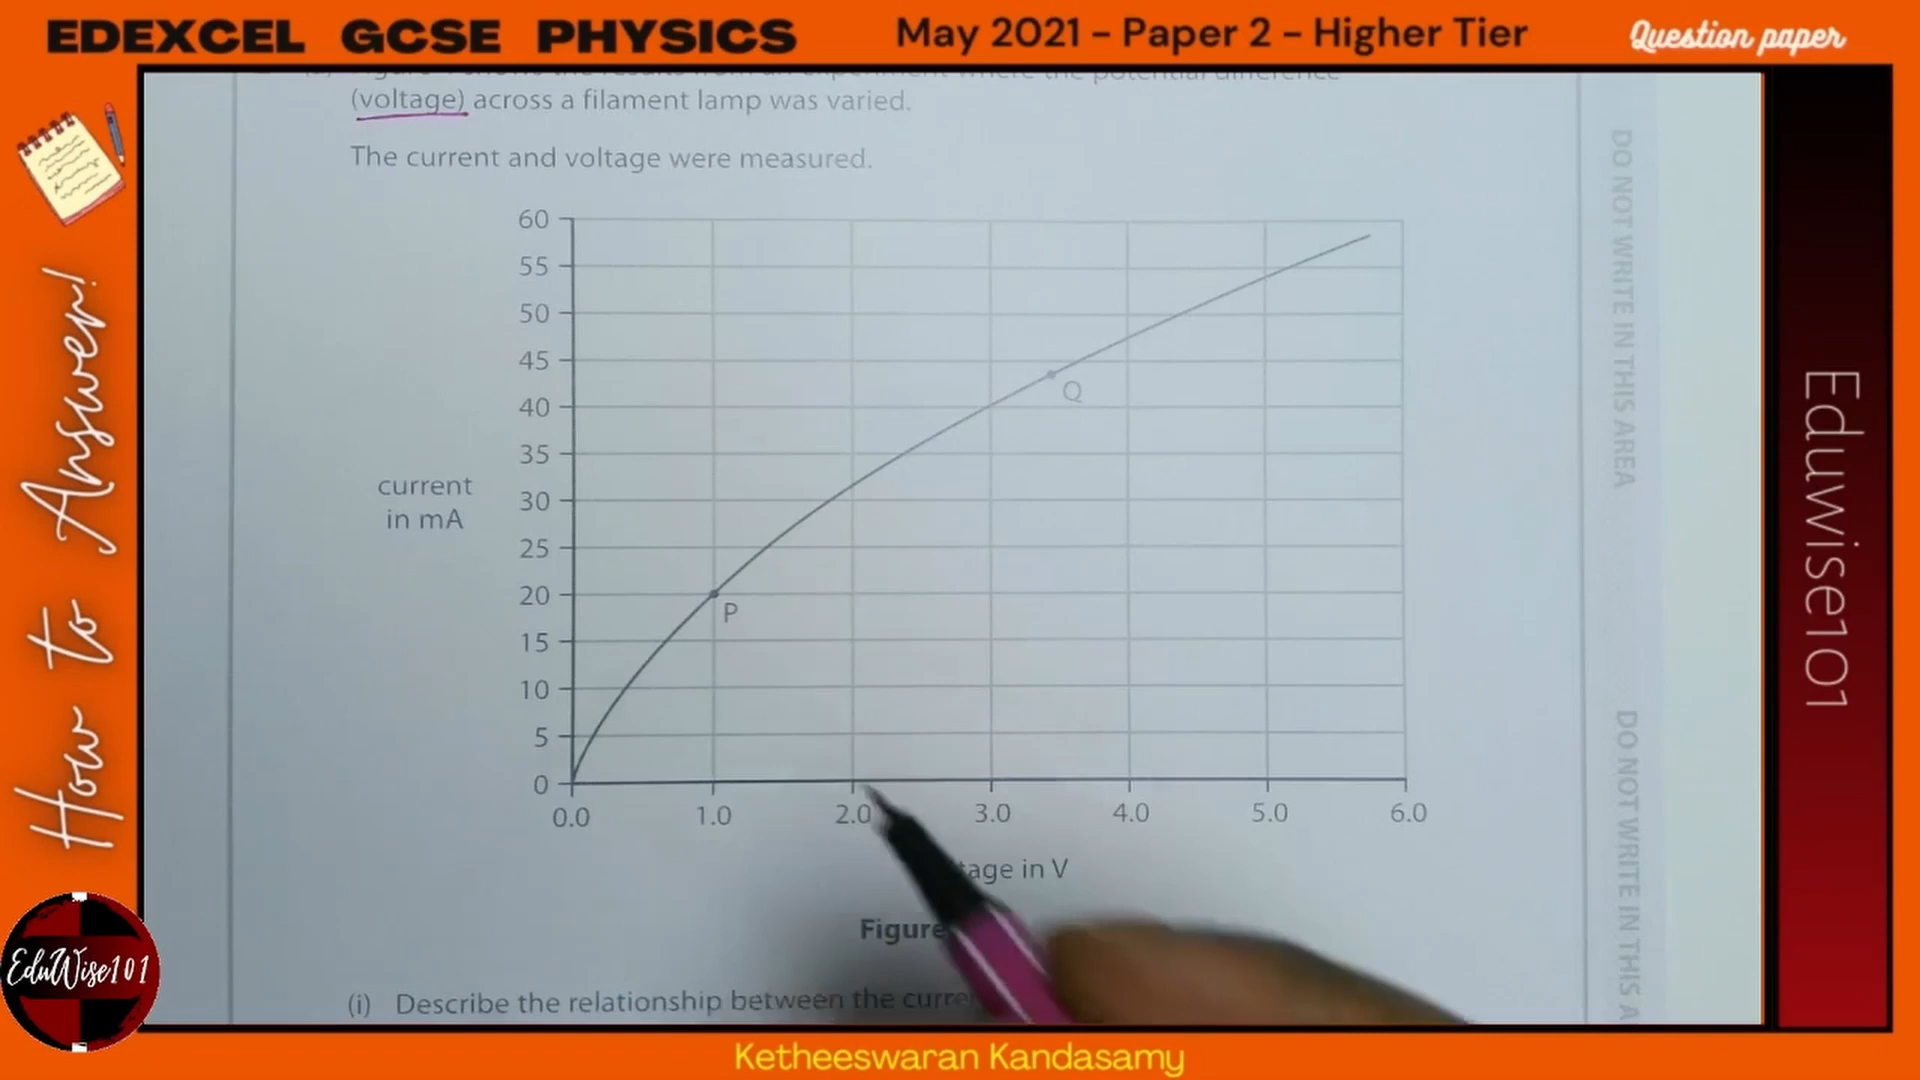 EDEXCEL GCSE PHYSICS
May 2021 - Paper 2 - Higher Tier
Question paper
(voltage) across a filament lamp was varied.
The current and voltage were measured.
60
55
50
45
40
35
30
25
20
15
10
5
0
current
in mA
Q
P
0.0 1.0 2.0 3.0 4.0 5.0 6.0
tage in V
Figure
(i) Describe the relationship between the curre
DO NOT WRITE IN THIS AREA
DO NOT WRITE IN THIS A
How to Answer!
EduWise101
Eduwise101
Ketheeswaran Kandasamy